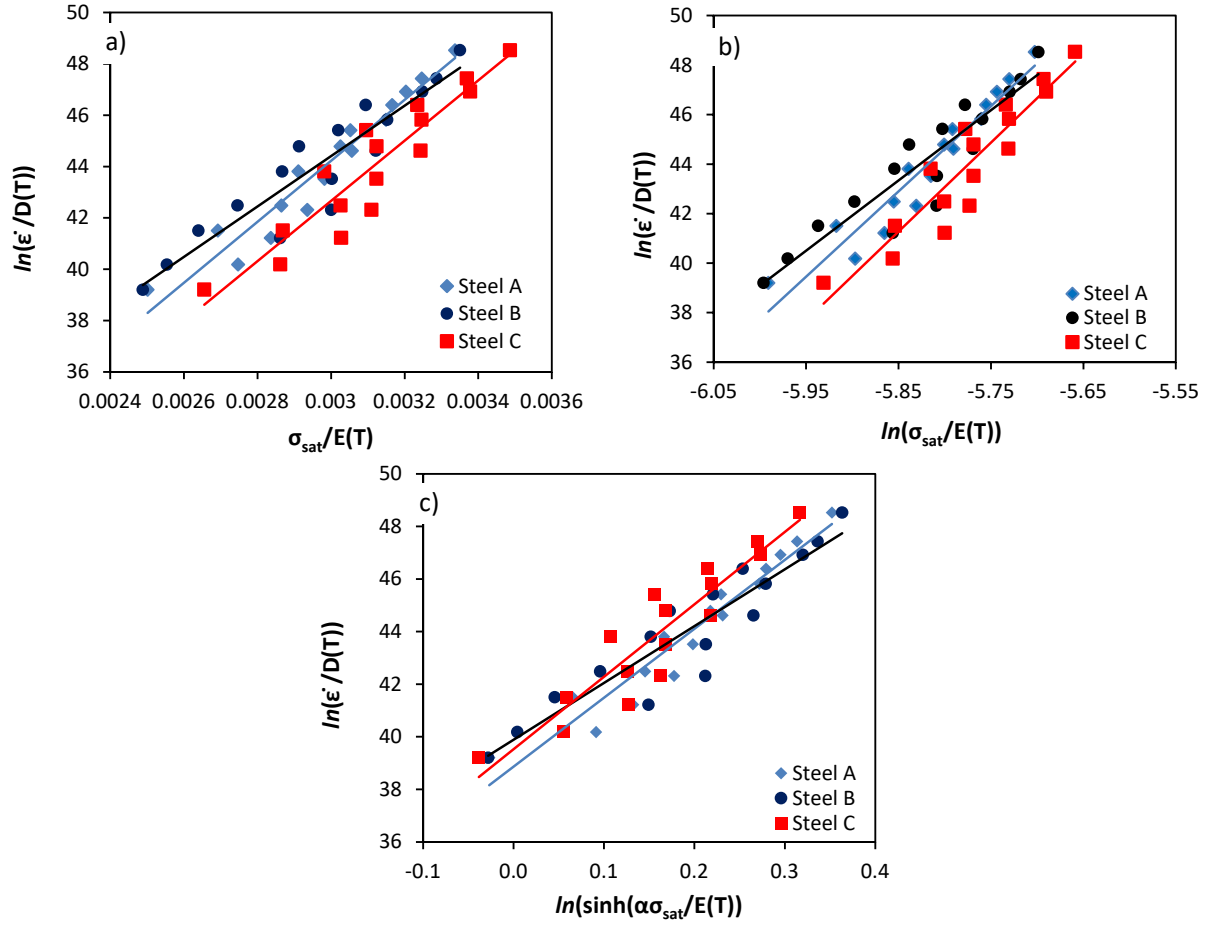 a)
50
48
46
44
42
40
38
36
ln(ε˙/D(T))
0.0024 0.0026 0.0028 0.003 0.0032 0.0034 0.0036
σsat/E(T)
Steel A
Steel B
Steel C
b)
50
48
46
44
42
40
38
36
ln(ε˙/D(T))
-6.05 -5.95 -5.85 -5.75 -5.65 -5.55
ln(σsat/E(T))
Steel A
Steel B
Steel C
c)
50
48
46
44
42
40
38
36
ln(ε˙/D(T))
-0.1 0.0 0.1 0.2 0.3 0.4
ln(sinh(ασsat/E(T))
Steel A
Steel B
Steel C